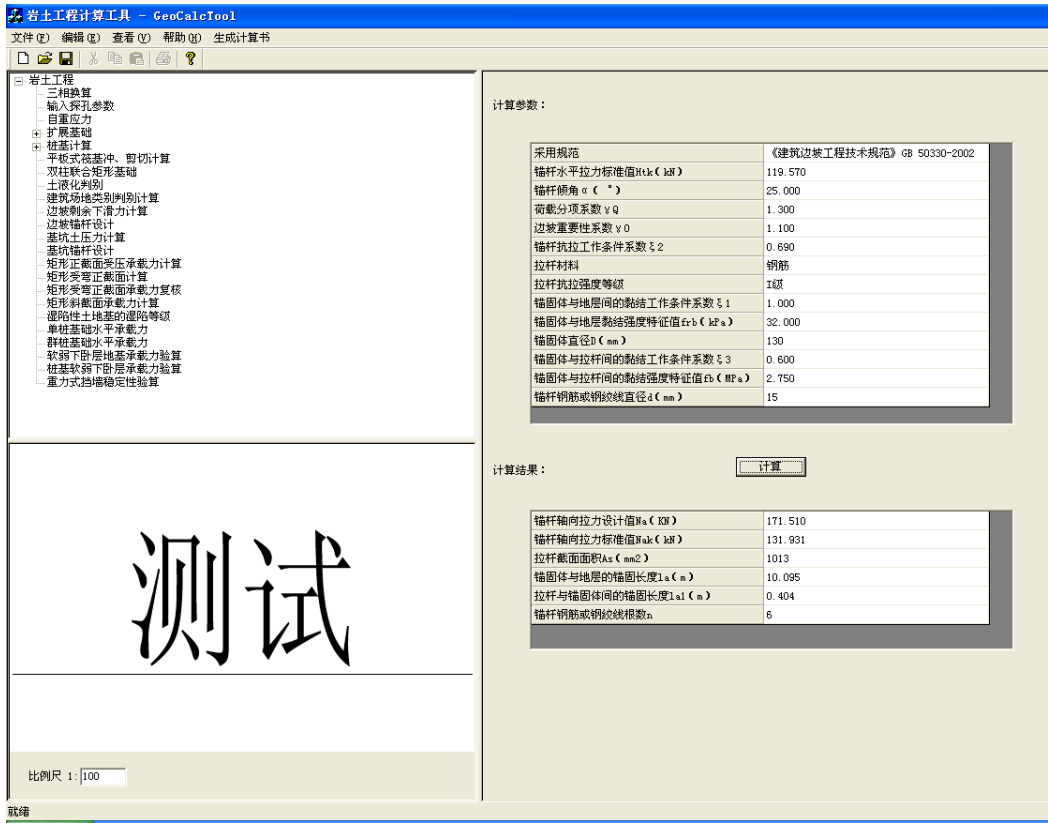 岩土工程计算工具 - GeoCalcTool
文件(F) 编辑(E) 查看(V) 帮助(H) 生成计算书
岩土工程
三相换算
输入探孔参数
自重应力
扩展基础
桩基计算
平板式筏基冲、剪切计算
双柱联合矩形基础
土液化判别
建筑场地类别判别计算
边坡剩余下滑力计算
边坡锚杆设计
基坑土压力计算
基坑锚杆设计
矩形正截面受压承载力计算
矩形受弯正截面计算
矩形受弯正截面承载力复核
矩形斜截面承载力计算
湿陷性土地基的湿陷等级
单桩基础水平承载力
群桩基础水平承载力
软弱下卧层地基承载力验算
桩基软弱下卧层承载力验算
重力式挡墙稳定性验算
测试
比例尺 1: 100
计算参数:
采用规范 《建筑边坡工程技术规范》GB 50330-2002
锚杆水平拉力标准值Htk(kN) 119.570
锚杆倾角α( °) 25.000
荷载分项系数γQ 1.300
边坡重要性系数γ0 1.100
锚杆抗拉工作条件系数ξ2 0.690
拉杆材料 钢筋
拉杆抗拉强度等级 I级
锚固体与地层间的黏结工作条件系数ξ1 1.000
锚固体与地层黏结强度特征值frb(kPa) 32.000
锚固体直径D(mm) 130
锚固体与拉杆间的黏结工作条件系数ξ3 0.600
锚固体与拉杆间的黏结强度特征值fb(MPa) 2.750
锚杆钢筋或钢绞线直径d(mm) 15
计算结果:
计算
锚杆轴向拉力设计值Na(KN) 171.510
锚杆轴向拉力标准值Nak(kN) 131.931
拉杆截面面积As(mm2) 1013
锚固体与地层的锚固长度la(m) 10.095
拉杆与锚固体间的锚固长度la1(m) 0.404
锚杆钢筋或钢绞线根数n 6
就绪